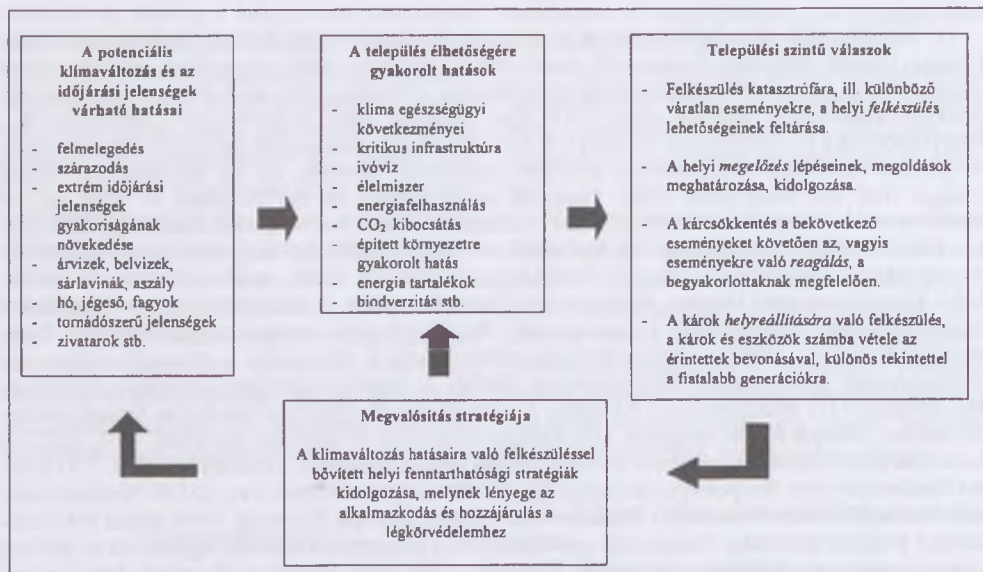 A potenciális
klímaváltozás és az
időjárási jelenségek
várható hatásai
- felmelegedés
- szárazodás
- extrém időjárási
jelenségek
gyakoriságának
növekedése
- árvizek, belvizek,
sárlavinák, aszály
- hó, jégeső, fagyok
- tornádószerű jelenségek
- zivatarok stb.
A település élhetőségére
gyakorolt hatások
- klíma egészségügyi
következményei
- kritikus infrastruktúra
- ivóvíz
- élelmiszer
- energiafelhasználás
- CO₂ kibocsátás
- épített környezetre
gyakorolt hatás
- energia tartalékok
- biodverzitás stb.
Települési szintű válaszok
- Felkészülés katasztrófára, ill. különböző
váratlan eseményekre, a helyi felkészülés
lehetőségeinek feltárása.
- A helyi megelőzés lépéseinek, megoldások
meghatározása, kidolgozása.
- A kárcsökkentés a bekövetkező
eseményeket követően az, vagyis
eseményekre való reagálás, a
begyakorlottaknak megfelelően.
- A károk helyreállítására való felkészülés,
a károk és eszközök számba vétele az
érintettek bevonásával, különös tekintettel
a fiatalabb generációkra.
Megvalósítás stratégiája
A klímaváltozás hatásaira való felkészüléssel
bővített helyi fenntarthatósági stratégiák
kidolgozása, melynek lényege az
alkalmazkodás és hozzájárulás a
légkörvédelemhez